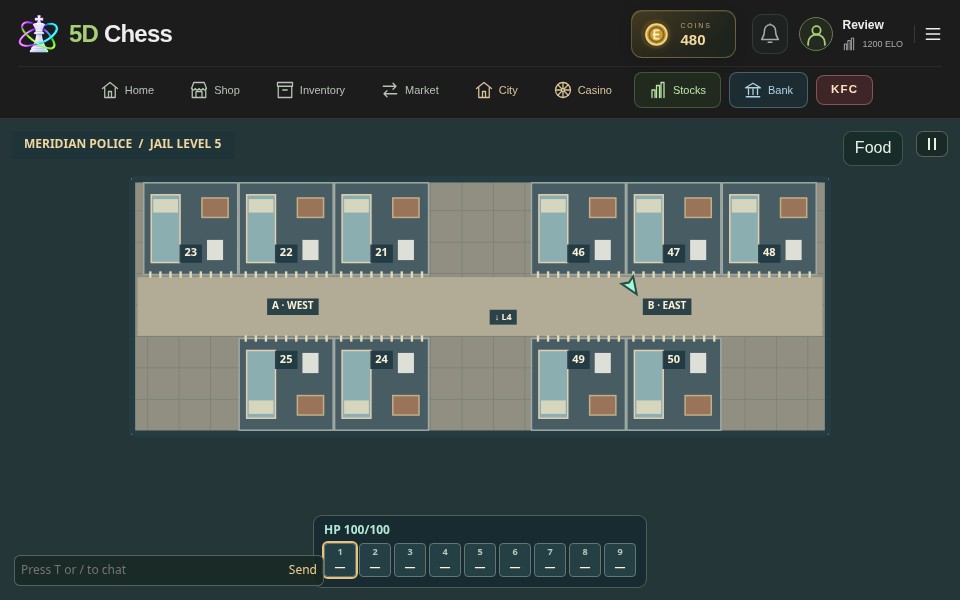 5D Chess
COINS
480
Review
1200 ELO
Home
Shop
Inventory
Market
City
Casino
Stocks
Bank
KFC
MERIDIAN POLICE / JAIL LEVEL 5
Food
23
22
21
46
47
48
A · WEST
↓ L4
B · EAST
25
24
49
50
HP 100/100
1 2 3 4 5 6 7 8 9
— — — — — — — — —
Press T or / to chat
Send